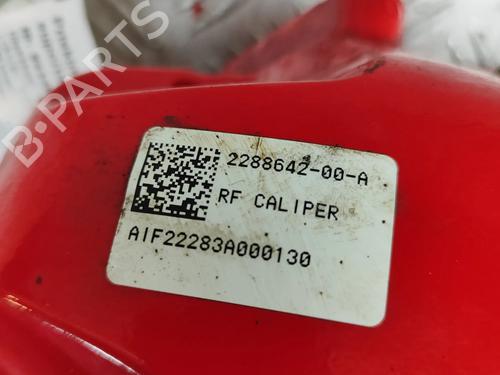 2288642-00-A
RF CALIPER
AIF22283A000130
B-PARTS